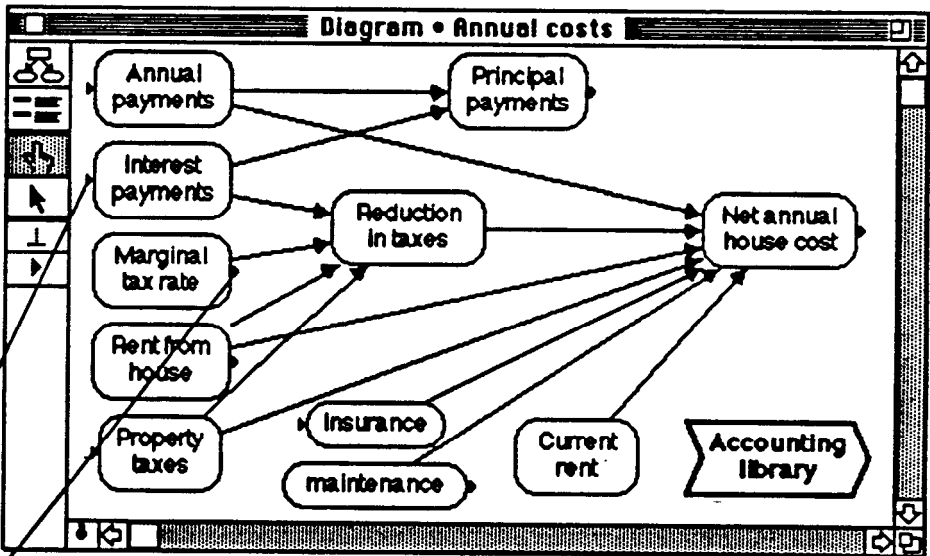 Diagram • Annual costs
Annual
payments
Principal
payments
Interest
payments
Reduction
in taxes
Net annual
house cost
Marginal
tax rate
Rent from
house
Property
taxes
Insurance
maintenance
Current
rent
Accounting
library